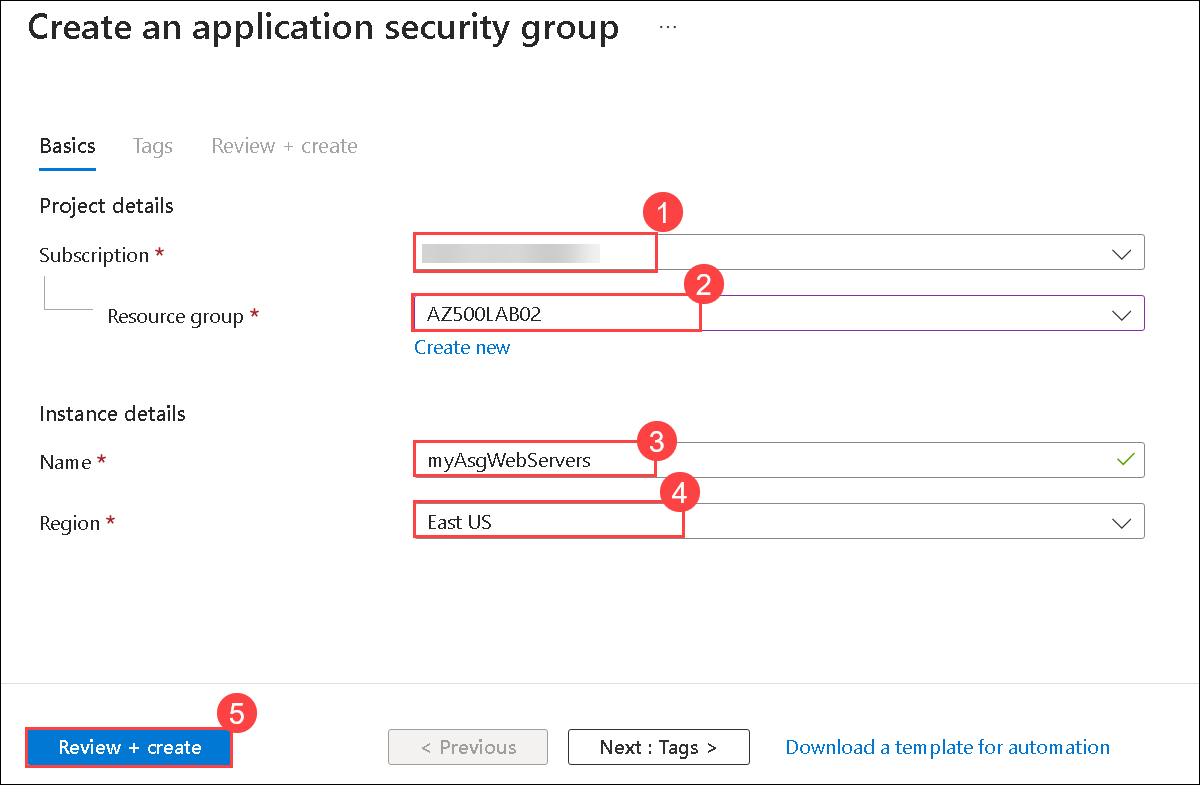 Create an application security group ...
Basics Tags Review + create
Project details
1
Subscription *
2
Resource group * AZ500LAB02
Create new
Instance details
3
Name * myAsgWebServers
4
Region * East US
5
Review + create < Previous Next : Tags > Download a template for automation